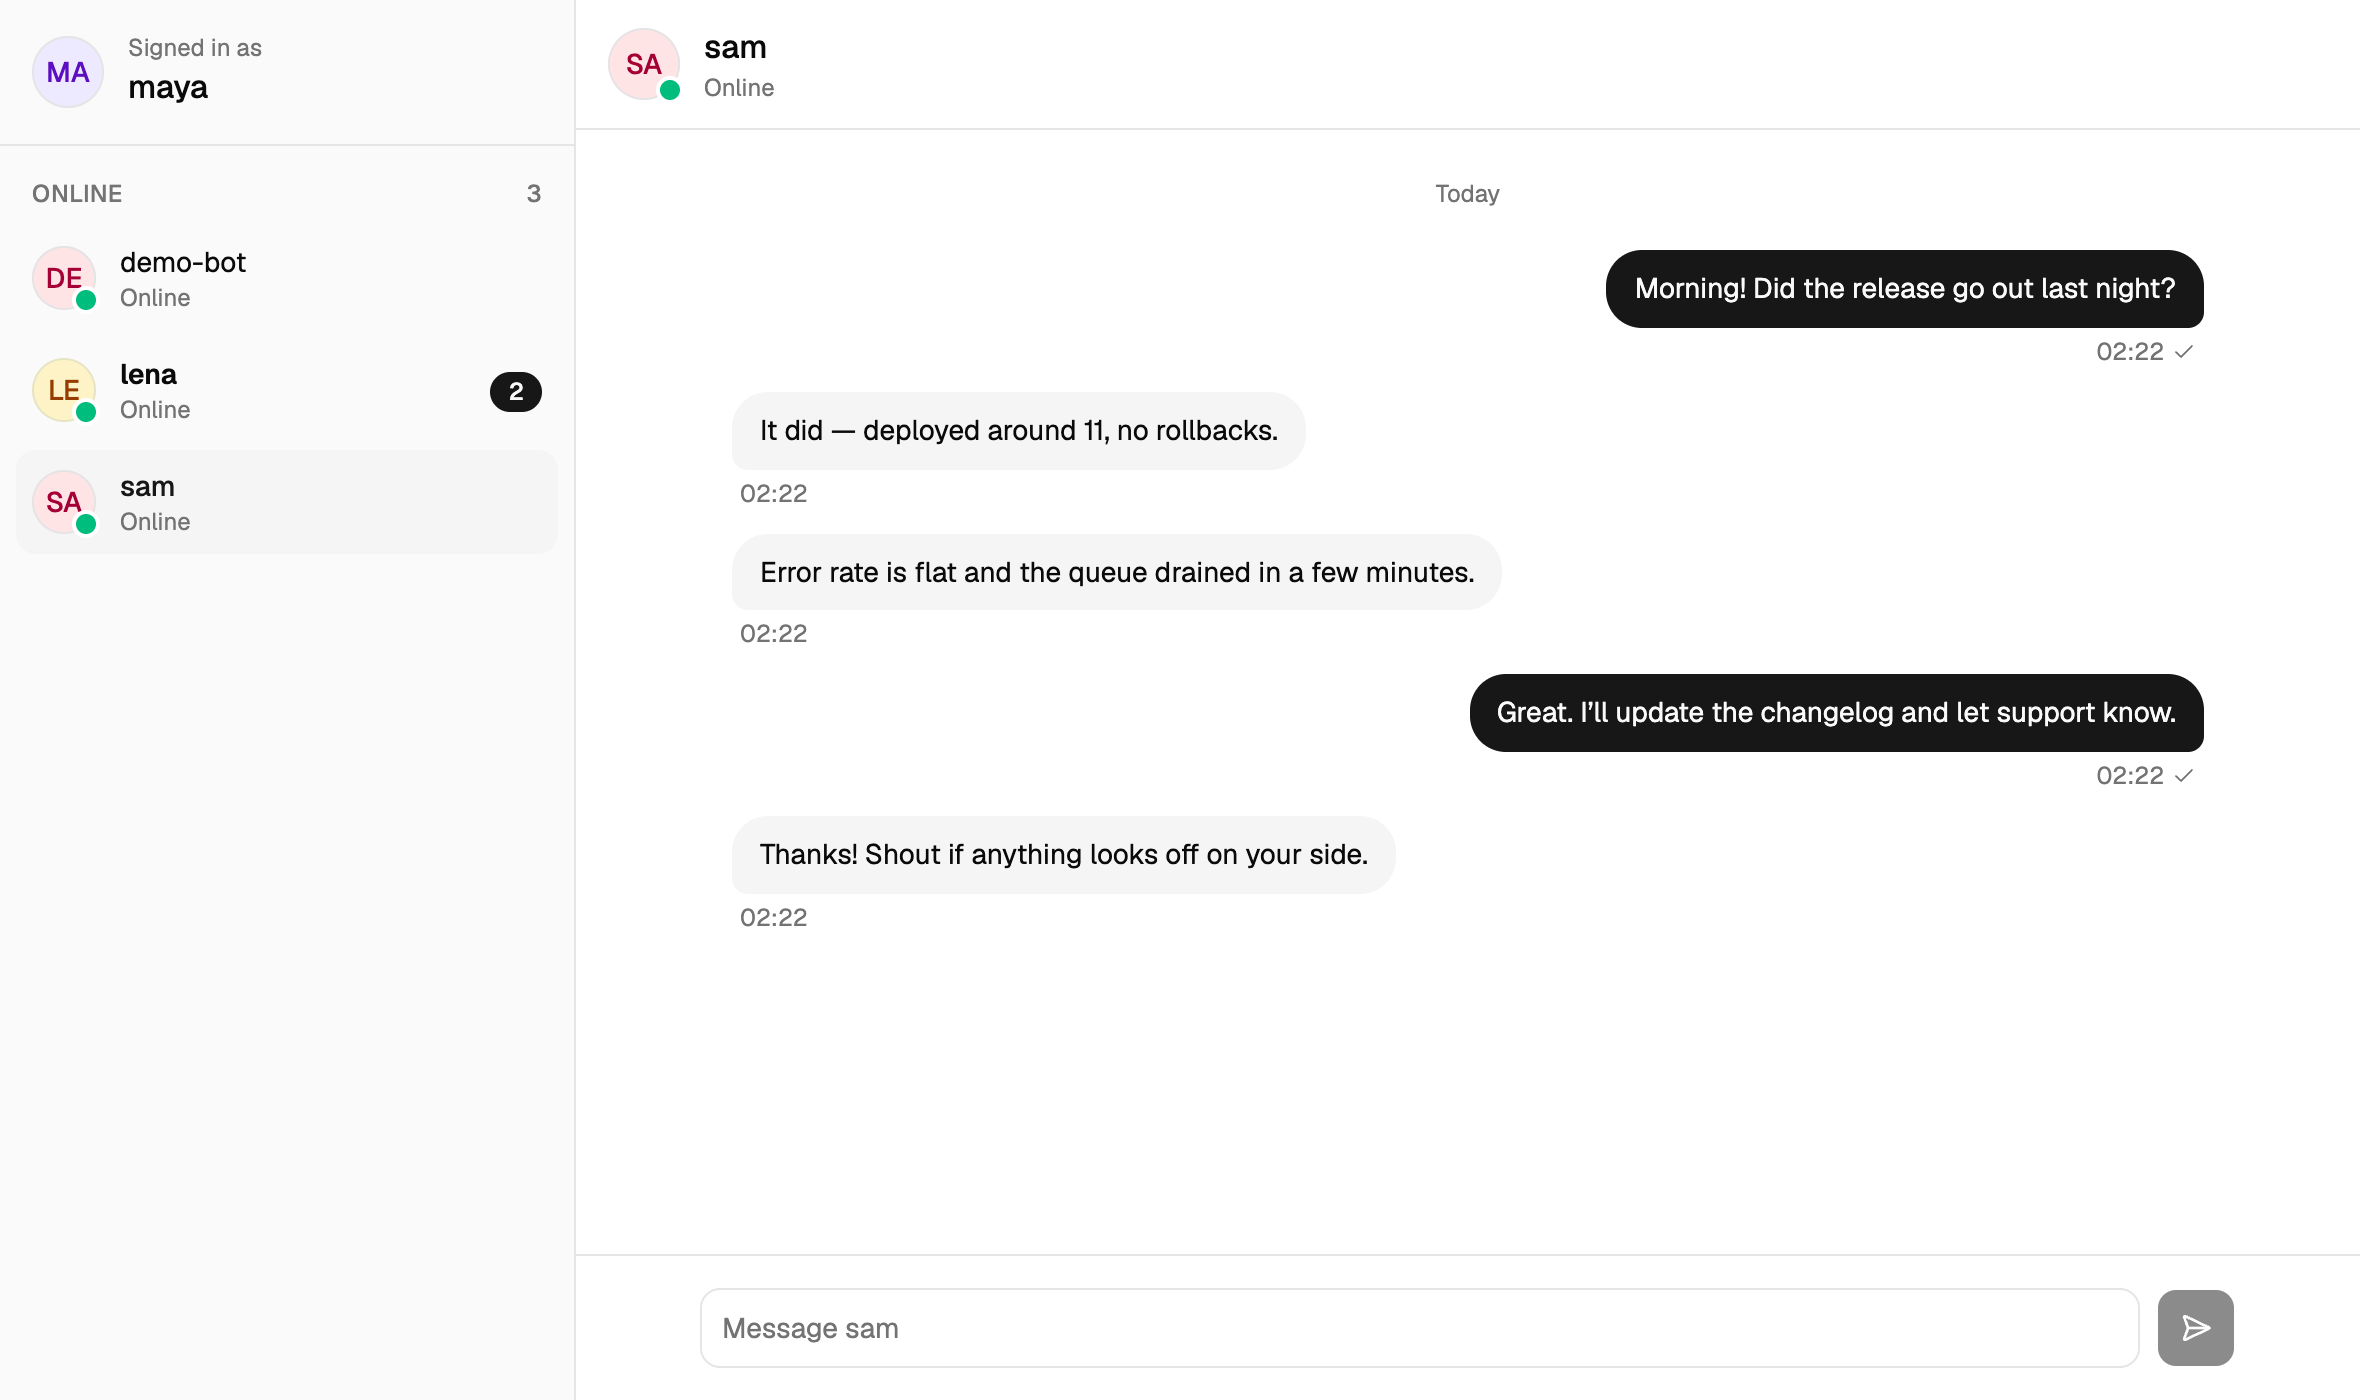 MA
Signed in as
maya
ONLINE 3
DE
demo-bot
Online
LE
lena
Online
2
SA
sam
Online
SA
sam
Online
Today
Morning! Did the release go out last night?
02:22
It did — deployed around 11, no rollbacks.
02:22
Error rate is flat and the queue drained in a few minutes.
02:22
Great. I’ll update the changelog and let support know.
02:22
Thanks! Shout if anything looks off on your side.
02:22
Message sam